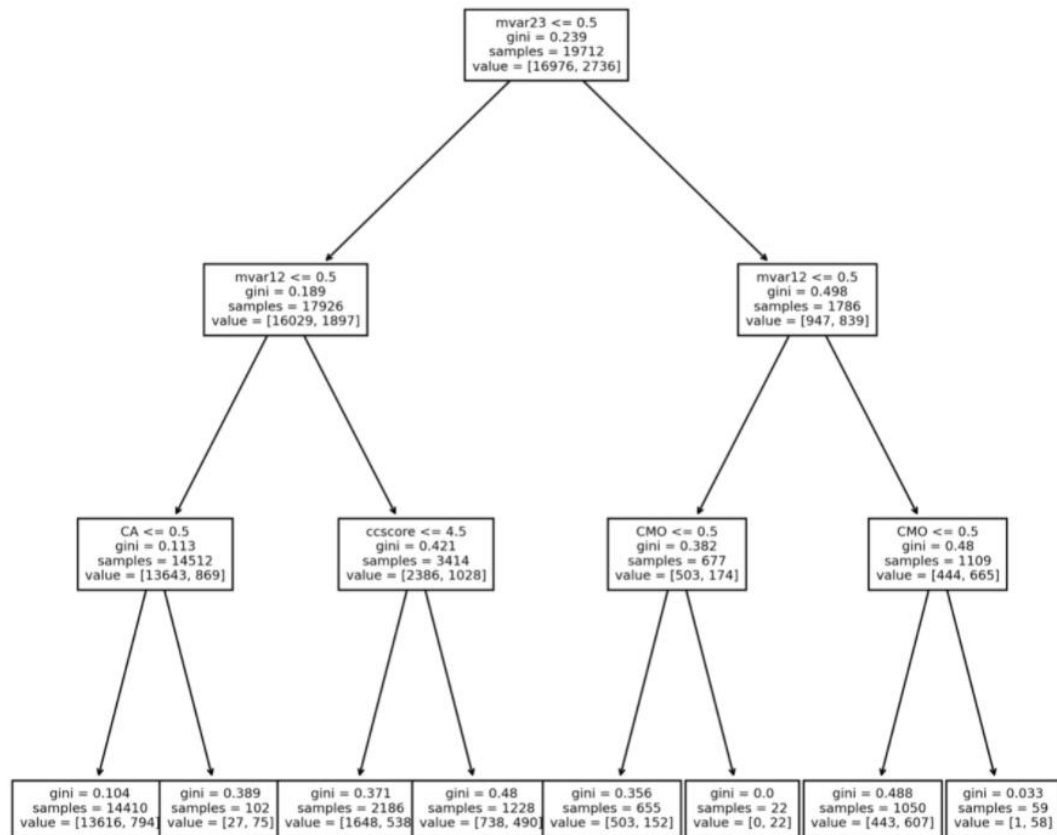 mvar23 <= 0.5
gini = 0.239
samples = 19712
value = [16976, 2736]
mvar12 <= 0.5
gini = 0.189
samples = 17926
value = [16029, 1897]
mvar12 <= 0.5
gini = 0.498
samples = 1786
value = [947, 839]
CA <= 0.5
gini = 0.113
samples = 14512
value = [13643, 869]
ccscore <= 4.5
gini = 0.421
samples = 3414
value = [2386, 1028]
CMO <= 0.5
gini = 0.382
samples = 677
value = [503, 174]
CMO <= 0.5
gini = 0.48
samples = 1109
value = [444, 665]
gini = 0.104
samples = 14410
value = [13616, 794]
gini = 0.389
samples = 102
value = [27, 75]
gini = 0.371
samples = 2186
value = [1648, 538
gini = 0.48
samples = 1228
value = [738, 490]
gini = 0.356
samples = 655
value = [503, 152]
gini = 0.0
samples = 22
value = [0, 22]
gini = 0.488
samples = 1050
value = [443, 607]
gini = 0.033
samples = 59
value = [1, 58]